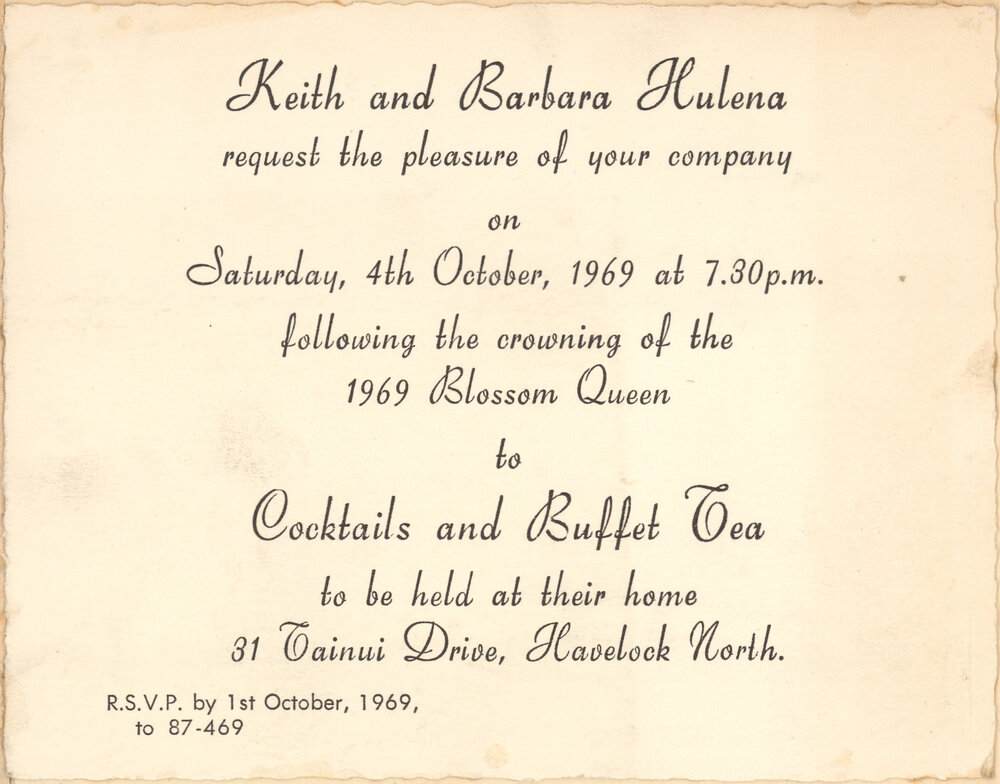 Keith and Barbara Hulena
request the pleasure of your company
on
Saturday, 4th October, 1969 at 7.30p.m.
following the crowning of the
1969 Blossom Queen
to
Cocktails and Buffet Tea
to be held at their home
31 Tainui Drive, Havelock North.
R.S.V.P. by 1st October, 1969,
to 87-469